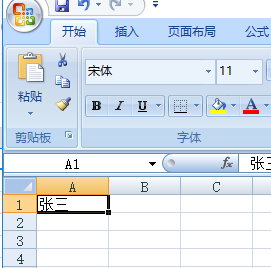 开始 插入 页面布局 公式
宋体 11
粘贴
B I U A
剪贴板 字体
A1 fx 张三
A B C
1 张三
2
3
4